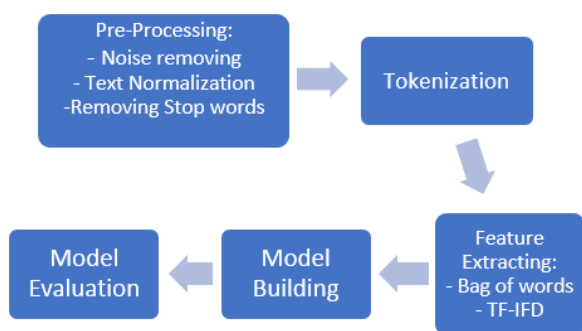 Pre-Processing:
- Noise removing
- Text Normalization
-Removing Stop words
Tokenization
Feature
Extracting:
- Bag of words
- TF-IFD
Model
Building
Model
Evaluation